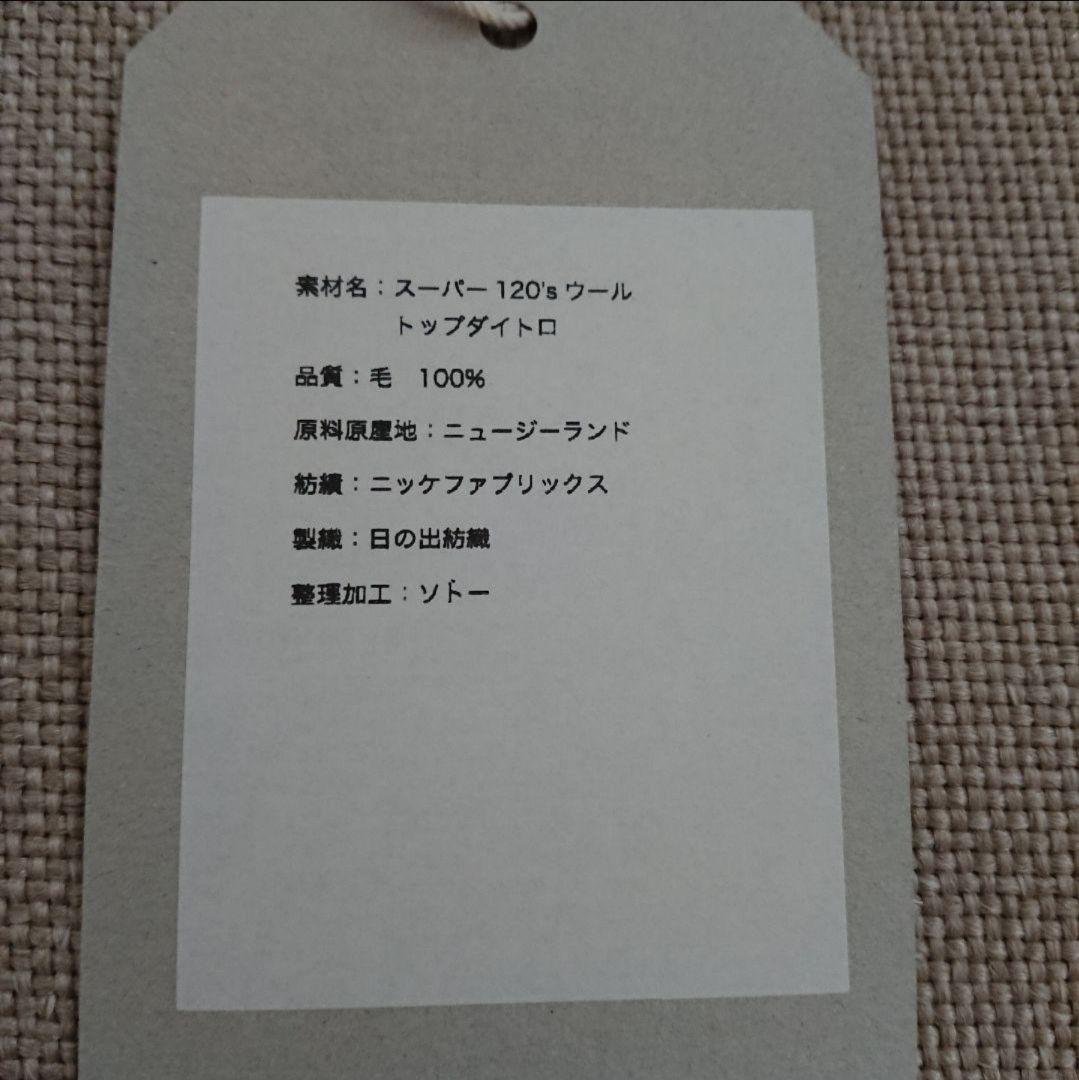 素材名：スーパー 120's ウール
トップダイトロ
品質：毛　100%
原料原産地：ニュージーランド
紡績：ニッケファブリックス
製織：日の出紡織
整理加工：ソトー